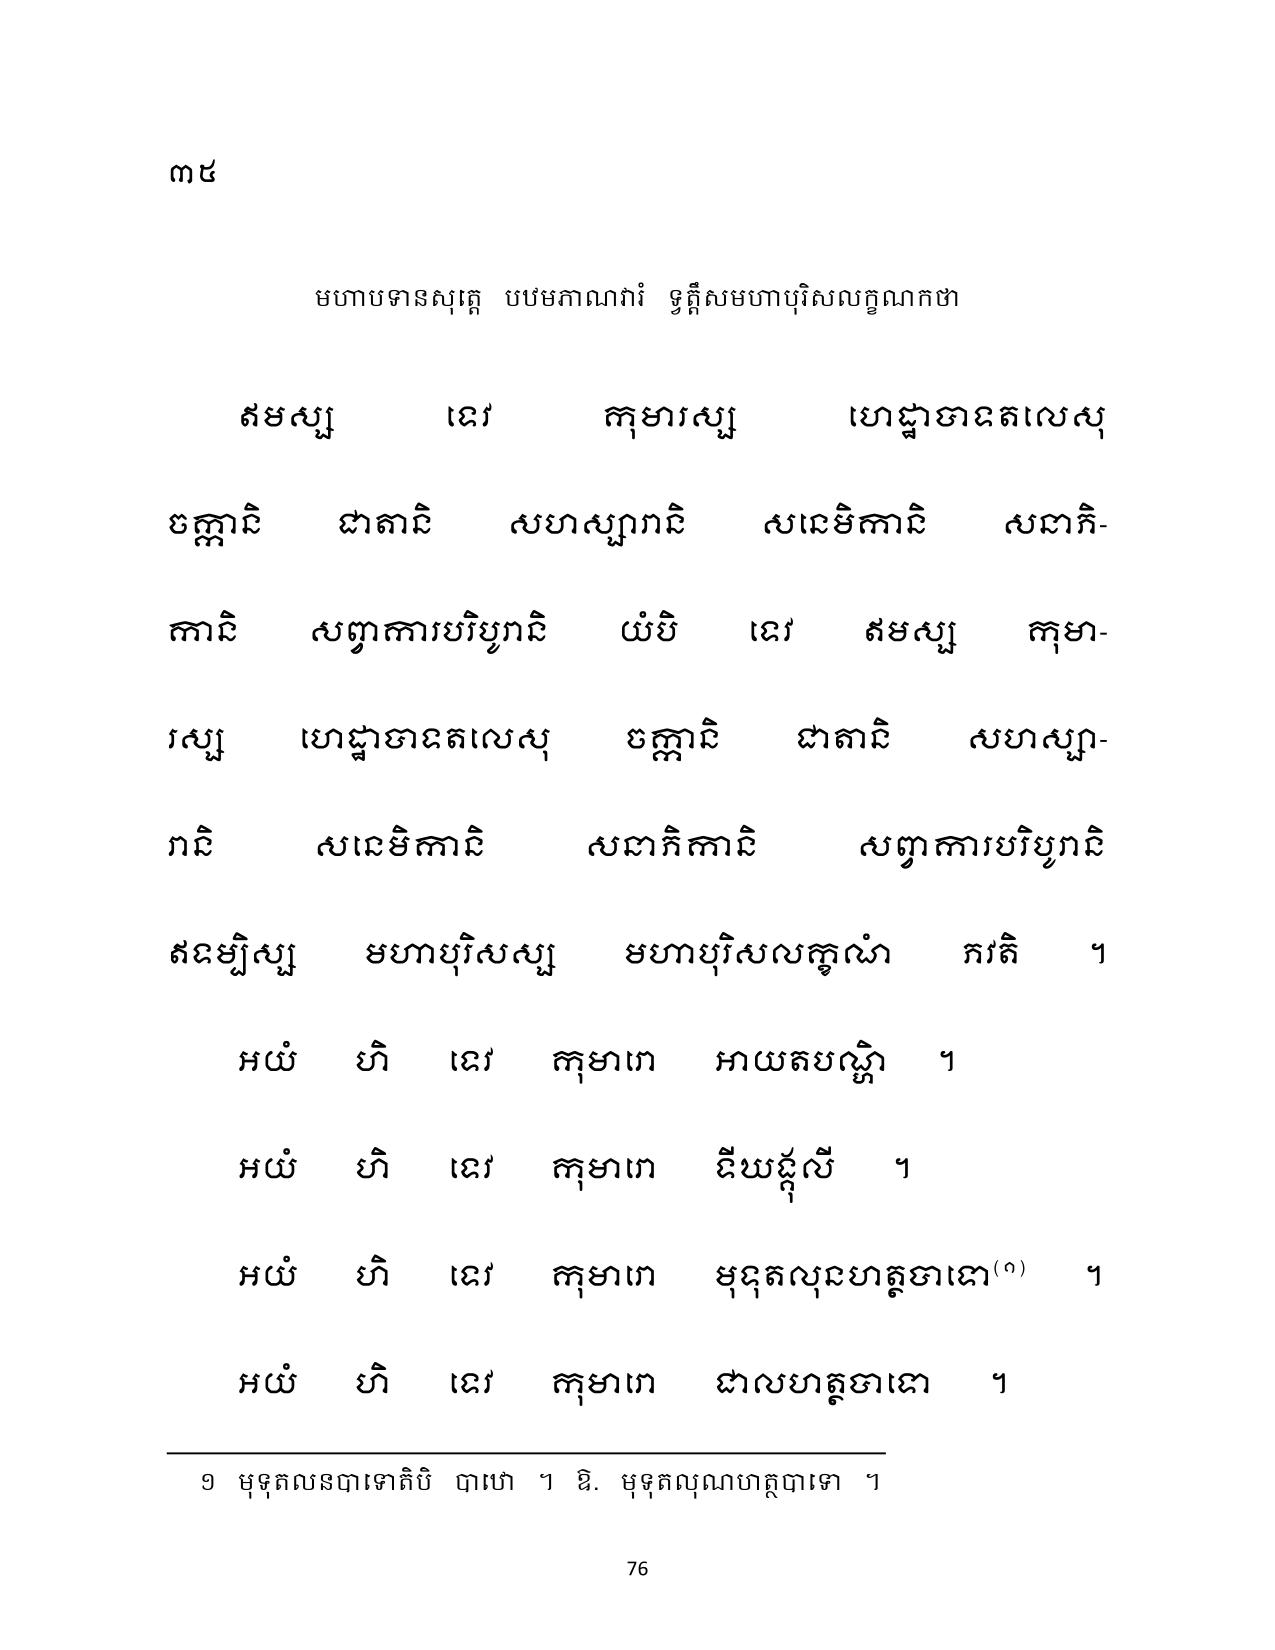 ៣៥
មហាបទានសុត្តេ បឋមភាណវារំ ទ្វត្តឹសមហាបុរិសលក្ខណកថា
ឥមស្ស ទេវ កុមារស្ស ហេដ្ឋាបាទតលេសុ
ចក្កានិ ជាតានិ សហស្សារានិ សនេមិកានិ សនាភិ-
កានិ សព្វាការបរិបូរានិ យំបិ ទេវ ឥមស្ស កុមា-
រស្ស ហេដ្ឋាបាទតលេសុ ចក្កានិ ជាតានិ សហស្សា-
រានិ សនេមិកានិ សនាភិកានិ សព្វាការបរិបូរានិ
ឥទម្បិស្ស មហាបុរិសស្ស មហាបុរិសលក្ខណំ ភវតិ ។
អយំ ហិ ទេវ កុមារោ អាយតបណ្ហិ ។
អយំ ហិ ទេវ កុមារោ ទីឃង្គុលី ។
អយំ ហិ ទេវ កុមារោ មុទុតលុនហត្ថបាទោ(១) ។
អយំ ហិ ទេវ កុមារោ ជាលហត្ថបាទោ ។
១ មុទុតលនបាទោតិបិ បាឋោ ។ ឱ. មុទុតលុណហត្ថបាទោ ។
76